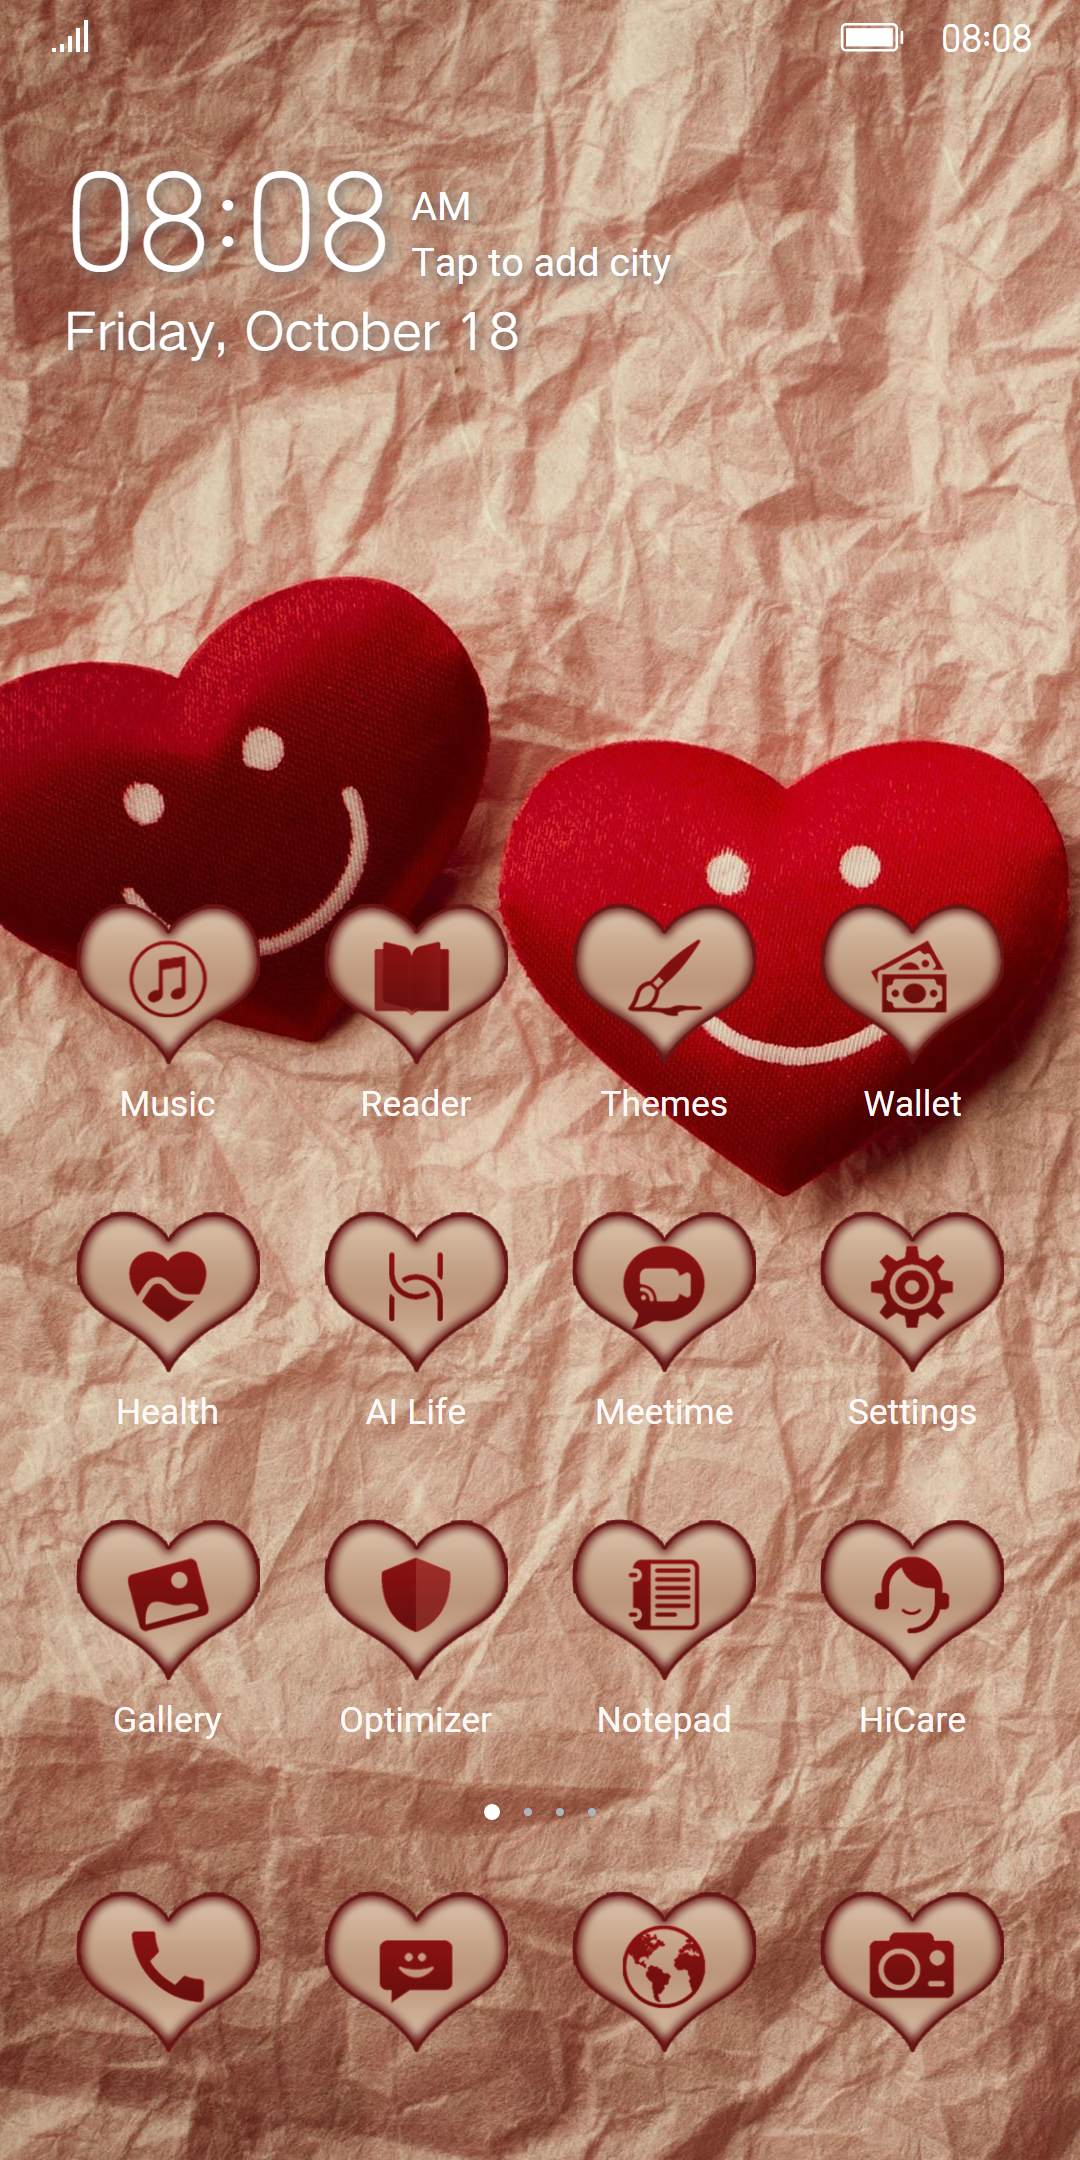 08:08
08:08 AM
Tap to add city
Friday, October 18
Music Reader Themes Wallet
Health AI Life Meetime Settings
Gallery Optimizer Notepad HiCare